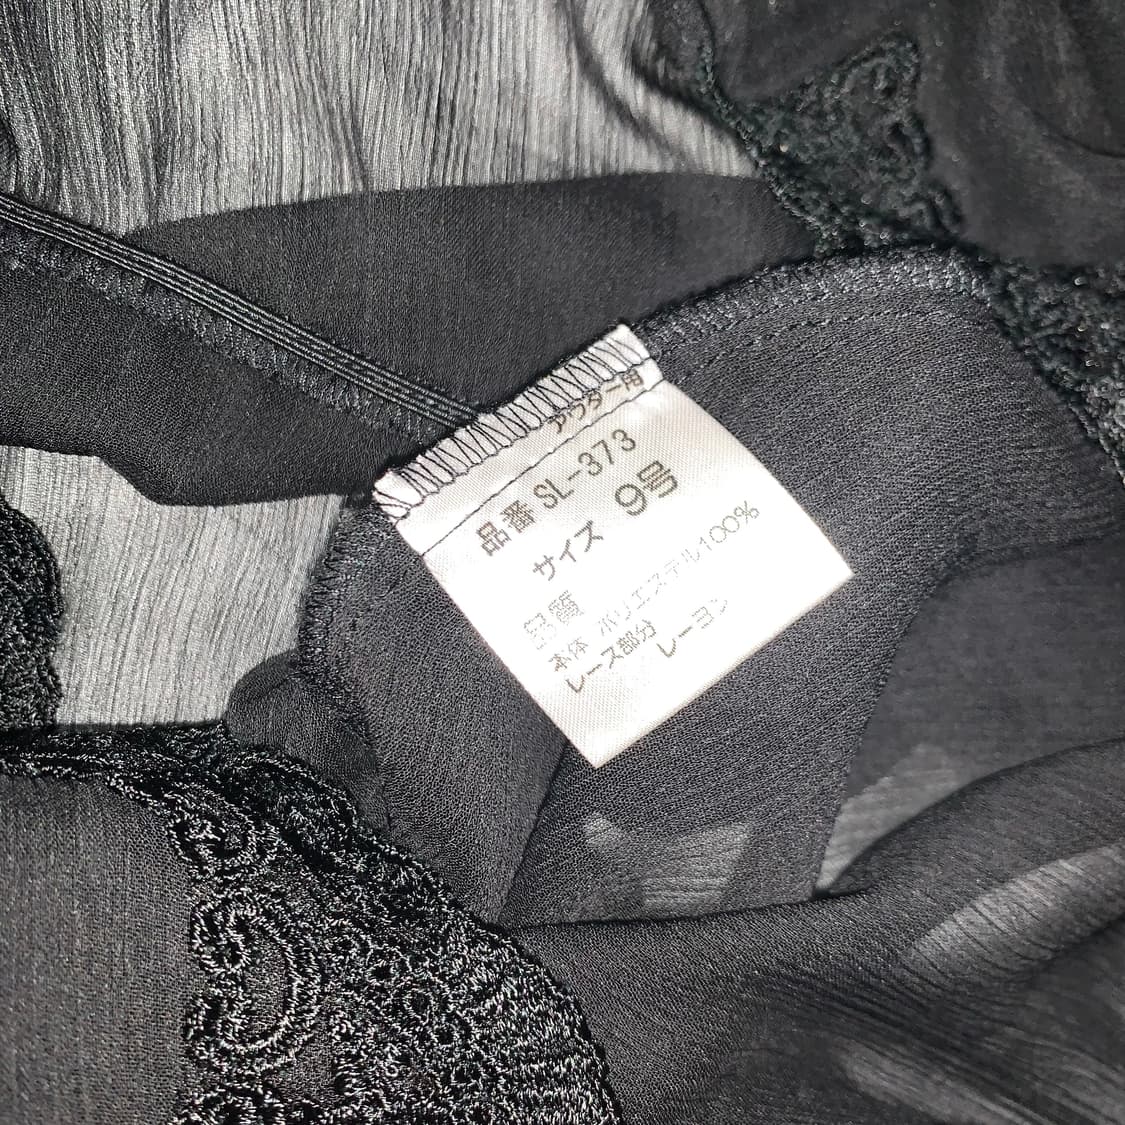 アウター用
品番 SL-373
サイズ 9号
品質
本体 ポリエステル100%
レース部分
レーヨン